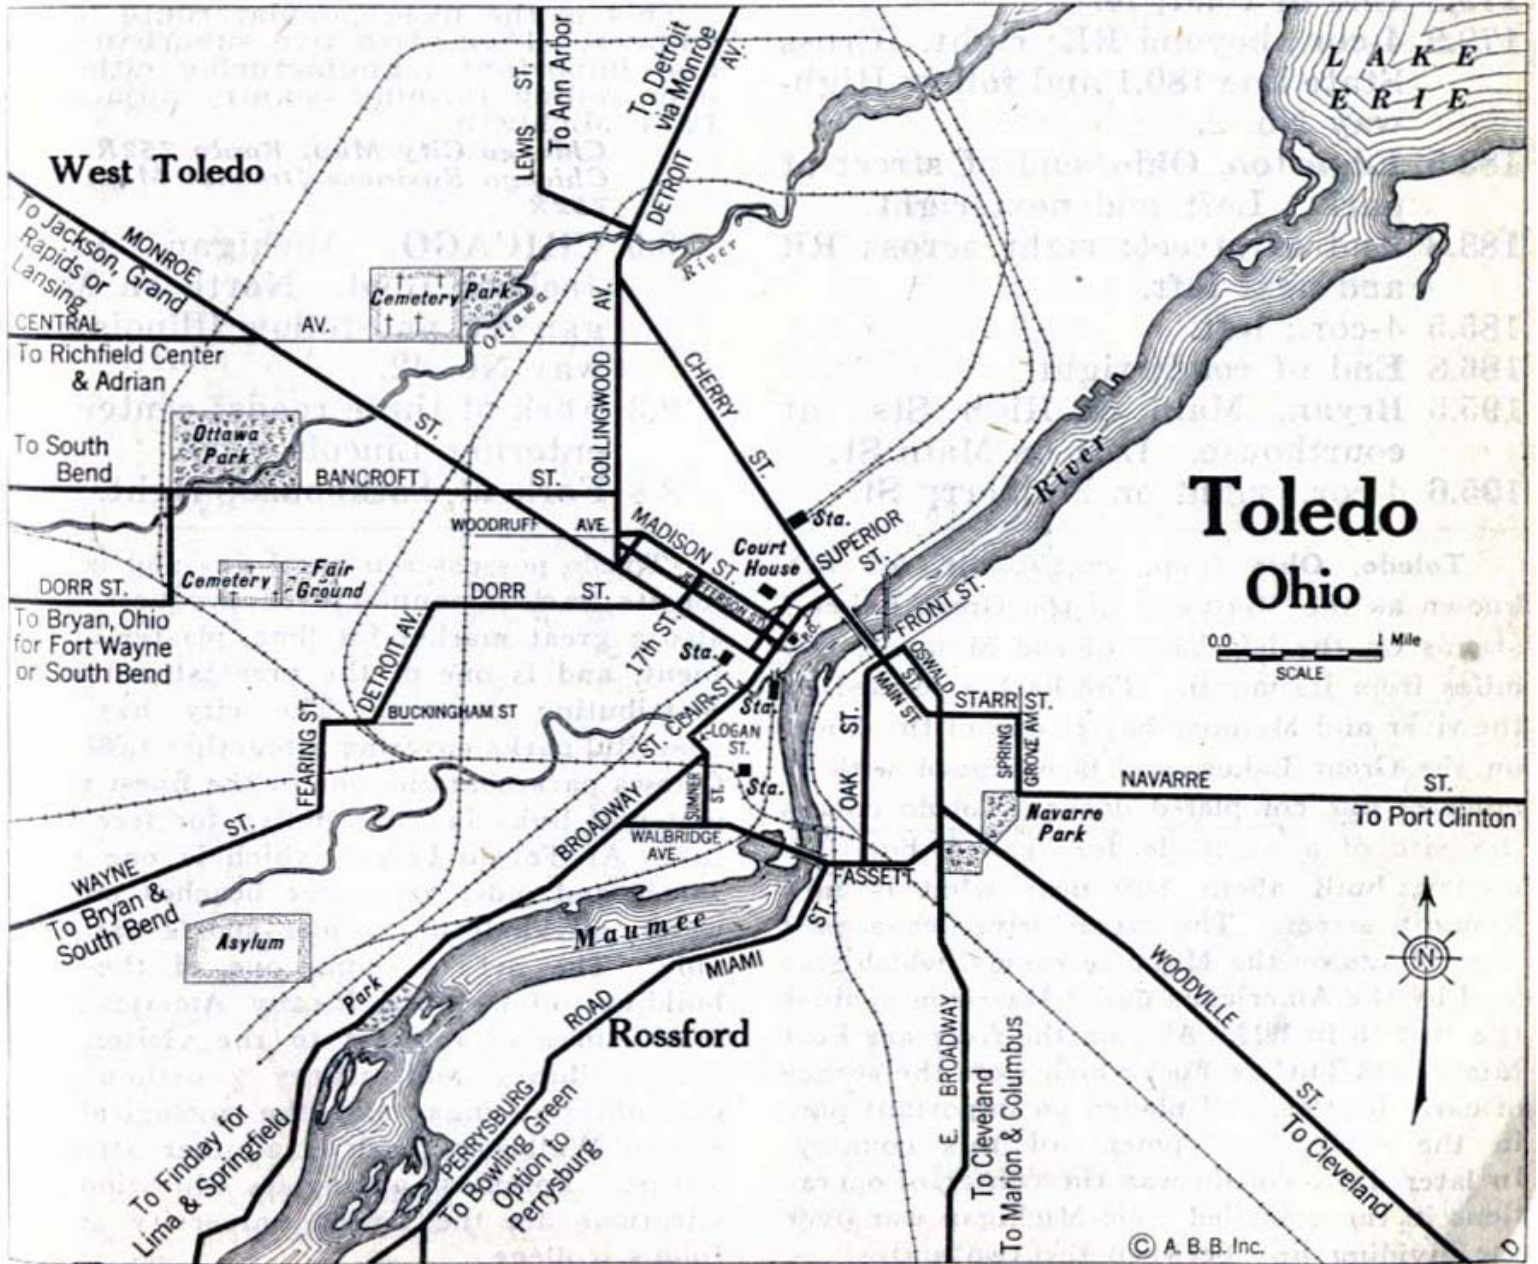 LAKE
ERIE
LEWIS ST.
To Ann Arbor
To Detroit
via Monroe
DETROIT AV.
West Toledo
To Jackson, Grand
Rapids or
Lansing
MONROE ST.
CENTRAL AV.
To Richfield Center
& Adrian
Cemetery
Park
Ottawa River
COLLINGWOOD AV.
CHERRY ST.
Ottawa
Park
To South
Bend
BANCROFT ST.
WOODRUFF AVE.
MADISON ST.
JEFFERSON ST.
Court
House
Sta.
SUPERIOR ST.
River
Toledo
Ohio
0.0 1 Mile
SCALE
FRONT ST.
DORR ST.
Cemetery
Fair
Ground
DORR ST.
To Bryan, Ohio
for Fort Wayne
or South Bend
DETROIT AV.
17th ST.
Sta.
ST. CLAIR ST.
Sta.
LOGAN
ST.
Sta.
SUMNER ST.
BUCKINGHAM ST
FEARING ST.
OSWALD ST.
MAIN ST.
STARR ST.
OAK ST.
SPRING
GROVE AV.
NAVARRE ST.
To Port Clinton
Navarre
Park
BROADWAY
WALBRIDGE
AVE.
FASSETT ST.
WAYNE ST.
To Bryan &
South Bend
Asylum
Park
Maumee
MIAMI ROAD
Rossford
WOODVILLE ST.
N
E. BROADWAY
To Cleveland
To Marion & Columbus
To Cleveland
PERRYSBURG
To Bowling Green
Option to
Perrysburg
To Findlay for
Lima & Springfield
© A. B. B. Inc.
D